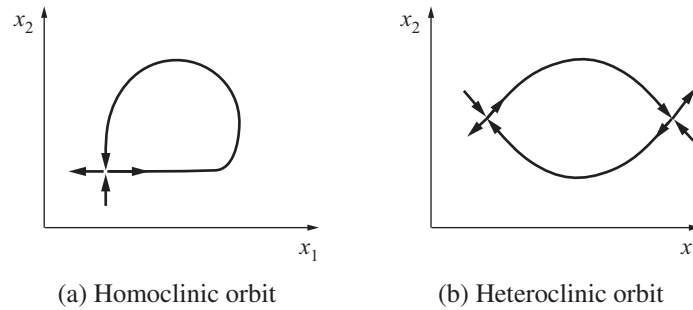 x₂
x₁
(a) Homoclinic orbit
x₂
x
(b) Heteroclinic orbit